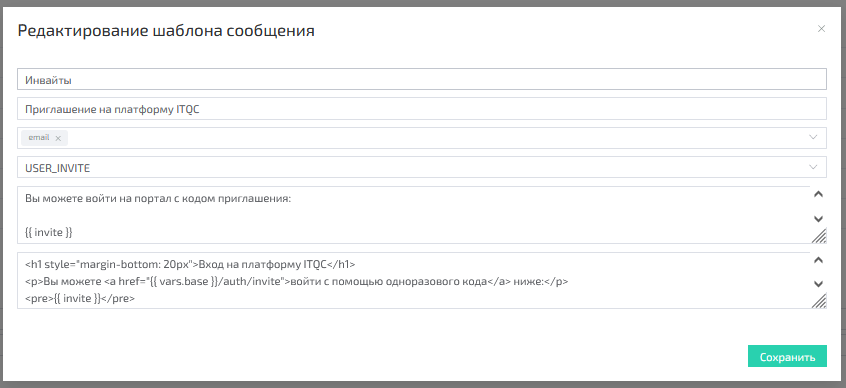 Редактирование шаблона сообщения
Инвайты
Приглашение на платформу ITQC
email
USER_INVITE
Вы можете войти на портал с кодом приглашения:
{{ invite }}
<h1 style="margin-bottom: 20px">Вход на платформу ITQC</h1>
<p>Вы можете <a href="{{ vars.base }}/auth/invite">войти с помощью одноразового кода</a> ниже:</p>
<pre>{{ invite }}</pre>
Сохранить